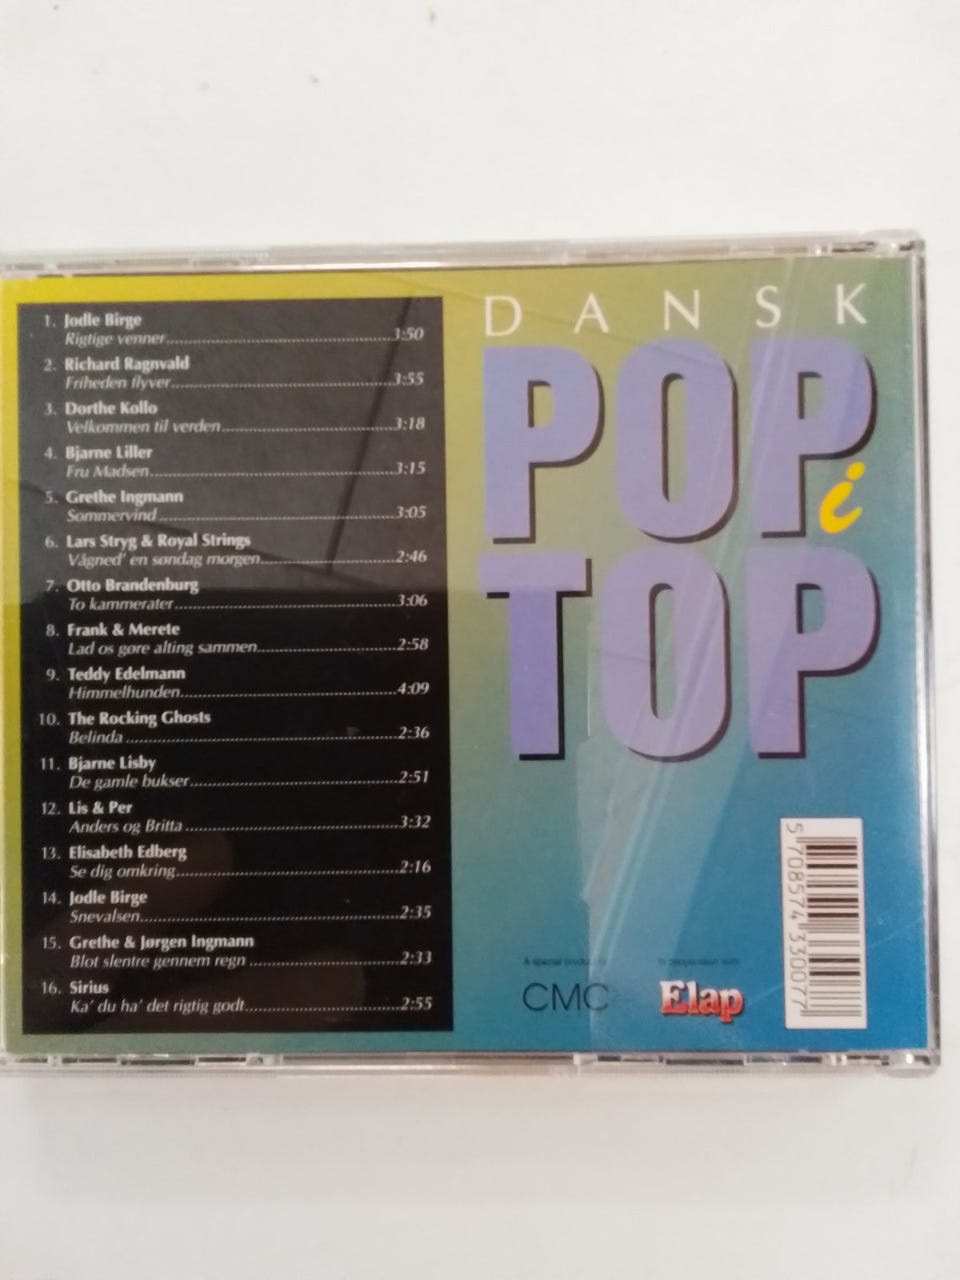 1. Jodle Birge
Rigtige venner........3:50
2. Richard Ragnvald
Friheden flyver........3:55
3. Dorthe Kollo
Velkommen til verden........3:18
4. Bjarne Liller
Fru Madsen........3:15
5. Grethe Ingmann
Sommervind........3:05
6. Lars Stryg & Royal Strings
Vågned' en søndag morgen........2:46
7. Otto Brandenburg
To kammerater........3:06
8. Frank & Merete
Lad os gøre alting sammen........2:58
9. Teddy Edelmann
Himmelhunden........4:09
10. The Rocking Ghosts
Belinda........2:36
11. Bjarne Lisby
De gamle bukser........2:51
12. Lis & Per
Anders og Britta........3:32
13. Elisabeth Edberg
Se dig omkring........2:16
14. Jodle Birge
Snevalsen........2:35
15. Grethe & Jørgen Ingmann
Blot slentre gennem regn........2:33
16. Sirius
Ka' du ha' det rigtig godt........2:55
DANSK
POP
i
TOP
A special product
CMC
In cooperation with
Elap
5 708574 330077